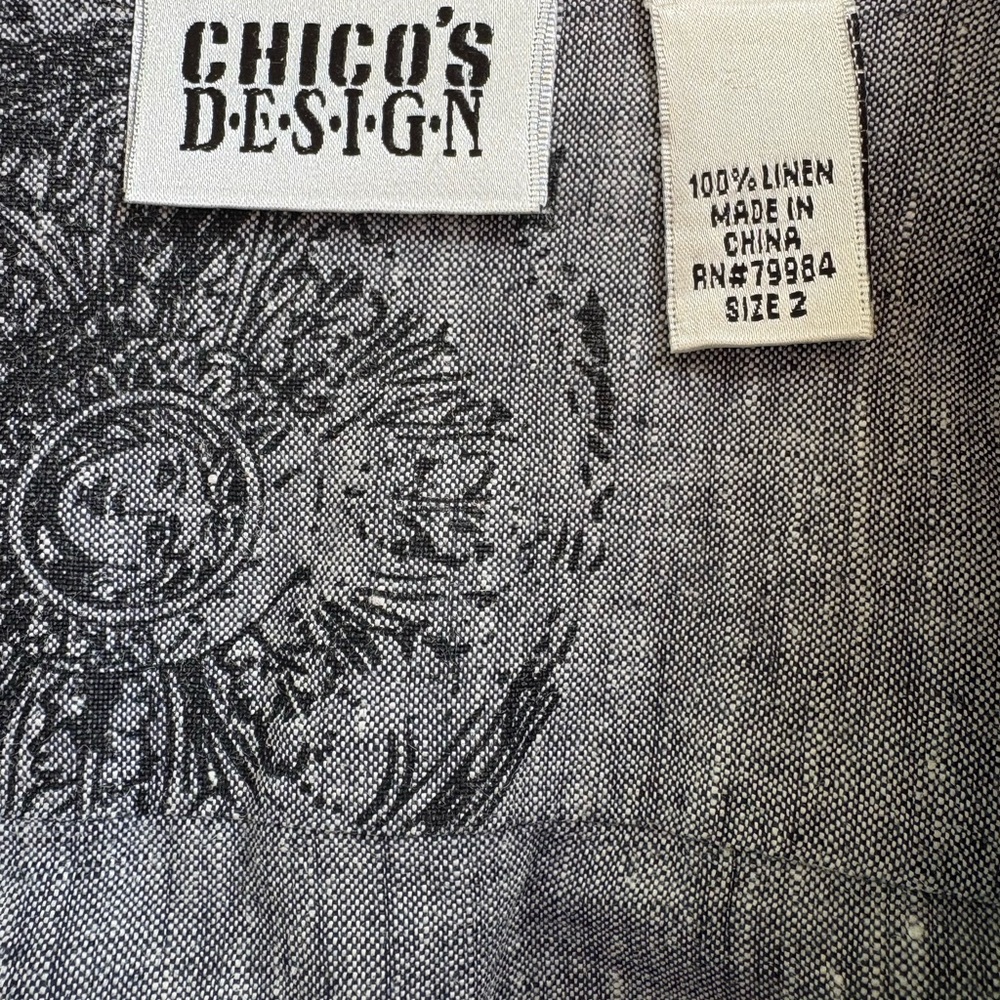 CHICO'S
D·E·S·I·G·N
100% LINEN
MADE IN
CHINA
RN#79984
SIZE 2